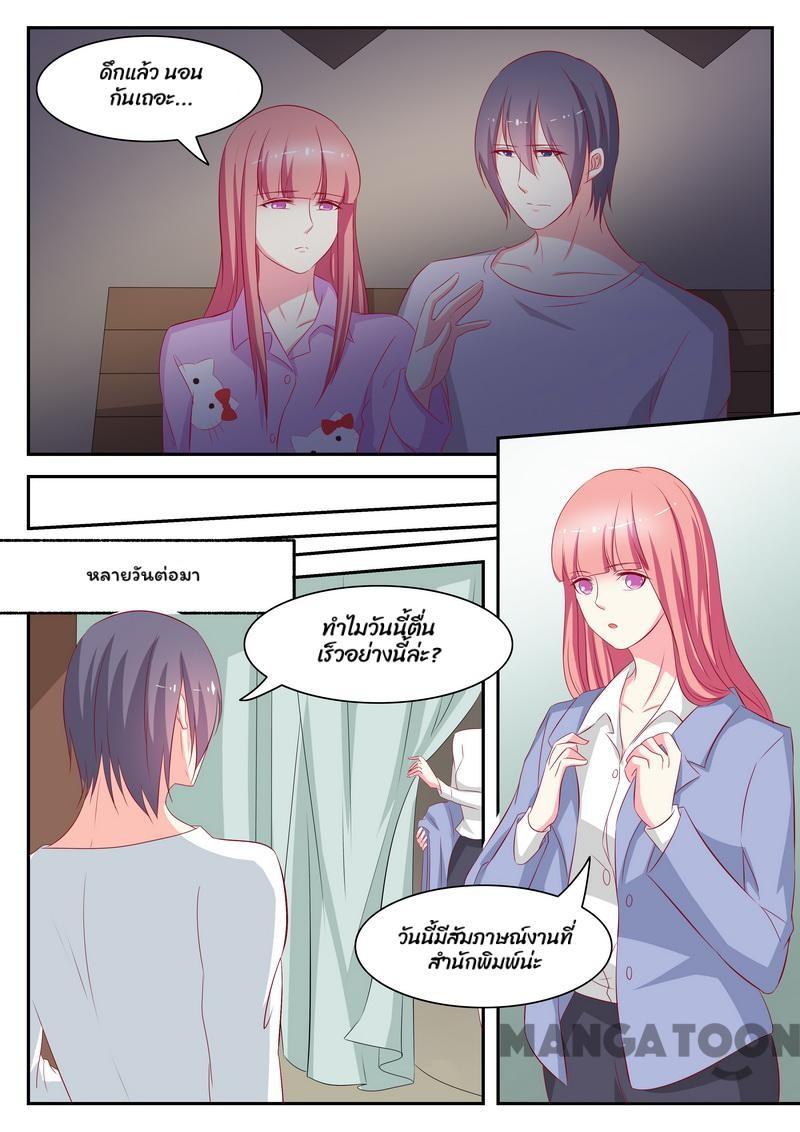 ดึกแล้ว นอน
กันเถอะ...
หลายวันต่อมา
ทำไมวันนี้ตื่น
เร็วอย่างนี้ล่ะ?
วันนี้มีสัมภาษณ์งานที่
สำนักพิมพ์น่ะ
MANGATOON